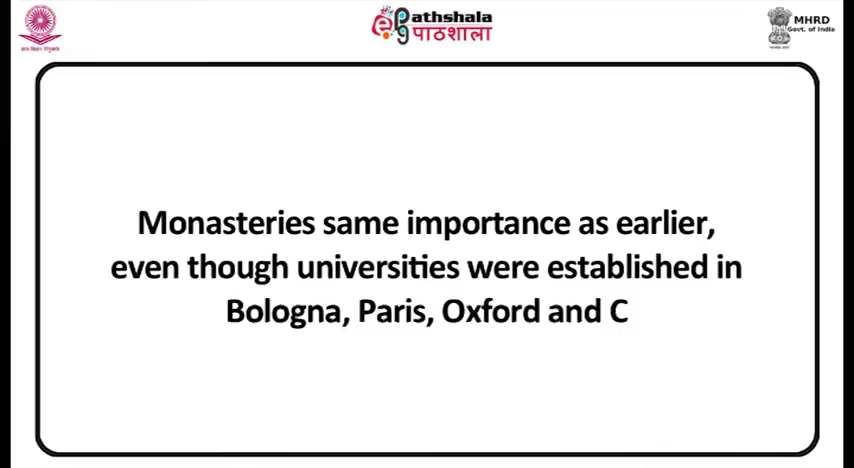 ePathshala
पाठशाला
MHRD
Govt. of India
Monasteries same importance as earlier,
even though universities were established in
Bologna, Paris, Oxford and C